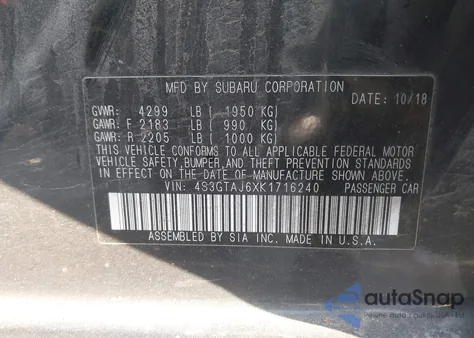 MFD BY SUBARU CORPORATION
DATE: 10/18
GVWR: 4299 LB ( 1950 KG)
GAWR: F 2183 LB ( 990 KG)
GAWR: R 2205 LB ( 1000 KG)
THIS VEHICLE CONFORMS TO ALL APPLICABLE FEDERAL MOTOR
VEHICLE SAFETY, BUMPER, AND THEFT PREVENTION STANDARDS
IN EFFECT ON THE DATE OF MANUFACTURE SHOWN ABOVE.
VIN: 4S3GTAJ6XK1716240 PASSENGER CAR
ASSEMBLED BY SIA INC. MADE IN U.S.A.
autoSnap